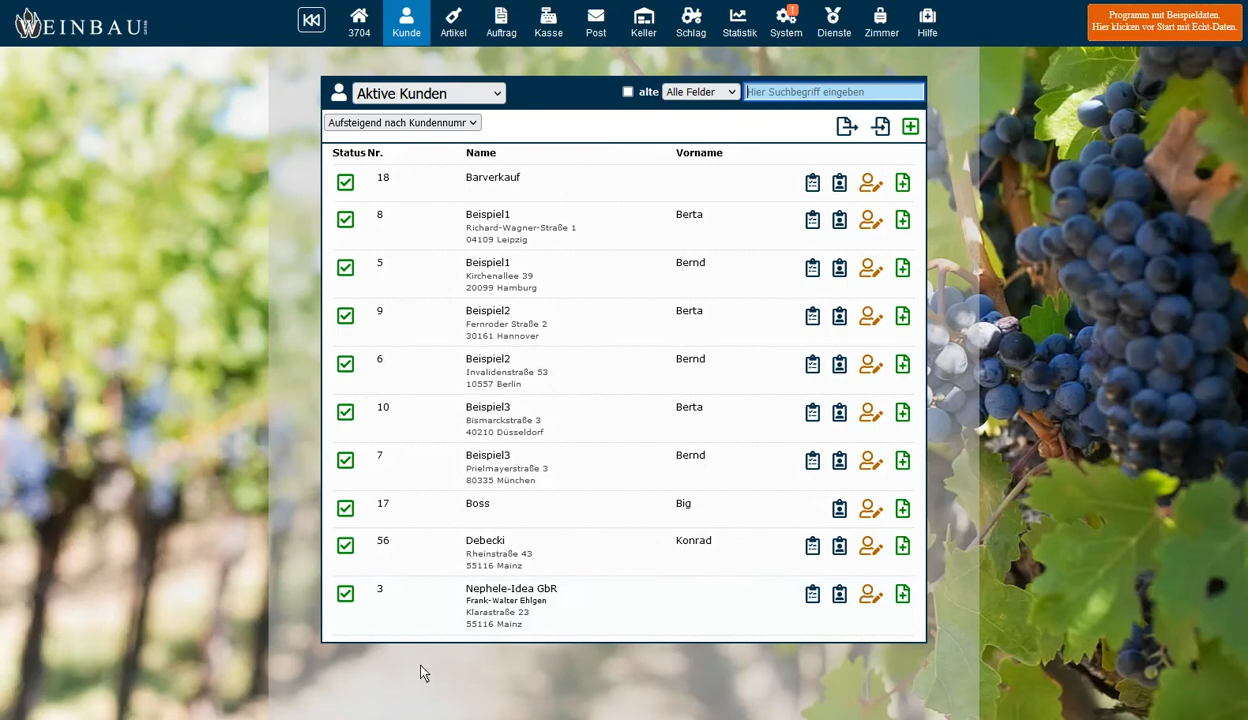 WEINBAU
3704
Kunde
Artikel
Auftrag
Kasse
Post
Keller
Schlag
Statistik
System
Dienste
Zimmer
Hilfe
Programm mit Beispieldaten.
Hier klicken vor Start mit Echt-Daten.
Aktive Kunden
alte
Alle Felder
Hier Suchbegriff eingeben
Aufsteigend nach Kundennumr
Status Nr. Name Vorname
18 Barverkauf
8 Beispiel1 Berta
Richard-Wagner-Straße 1
04109 Leipzig
5 Beispiel1 Bernd
Kirchenallee 39
20099 Hamburg
9 Beispiel2 Berta
Fernroder Straße 2
30161 Hannover
6 Beispiel2 Bernd
Invalidenstraße 53
10557 Berlin
10 Beispiel3 Berta
Bismarckstraße 3
40210 Düsseldorf
7 Beispiel3 Bernd
Prielmayerstraße 3
80335 München
17 Boss Big
56 Debecki Konrad
Rheinstraße 43
55116 Mainz
3 Nephele-Idea GbR
Frank-Walter Ehlgen
Klarastraße 23
55116 Mainz